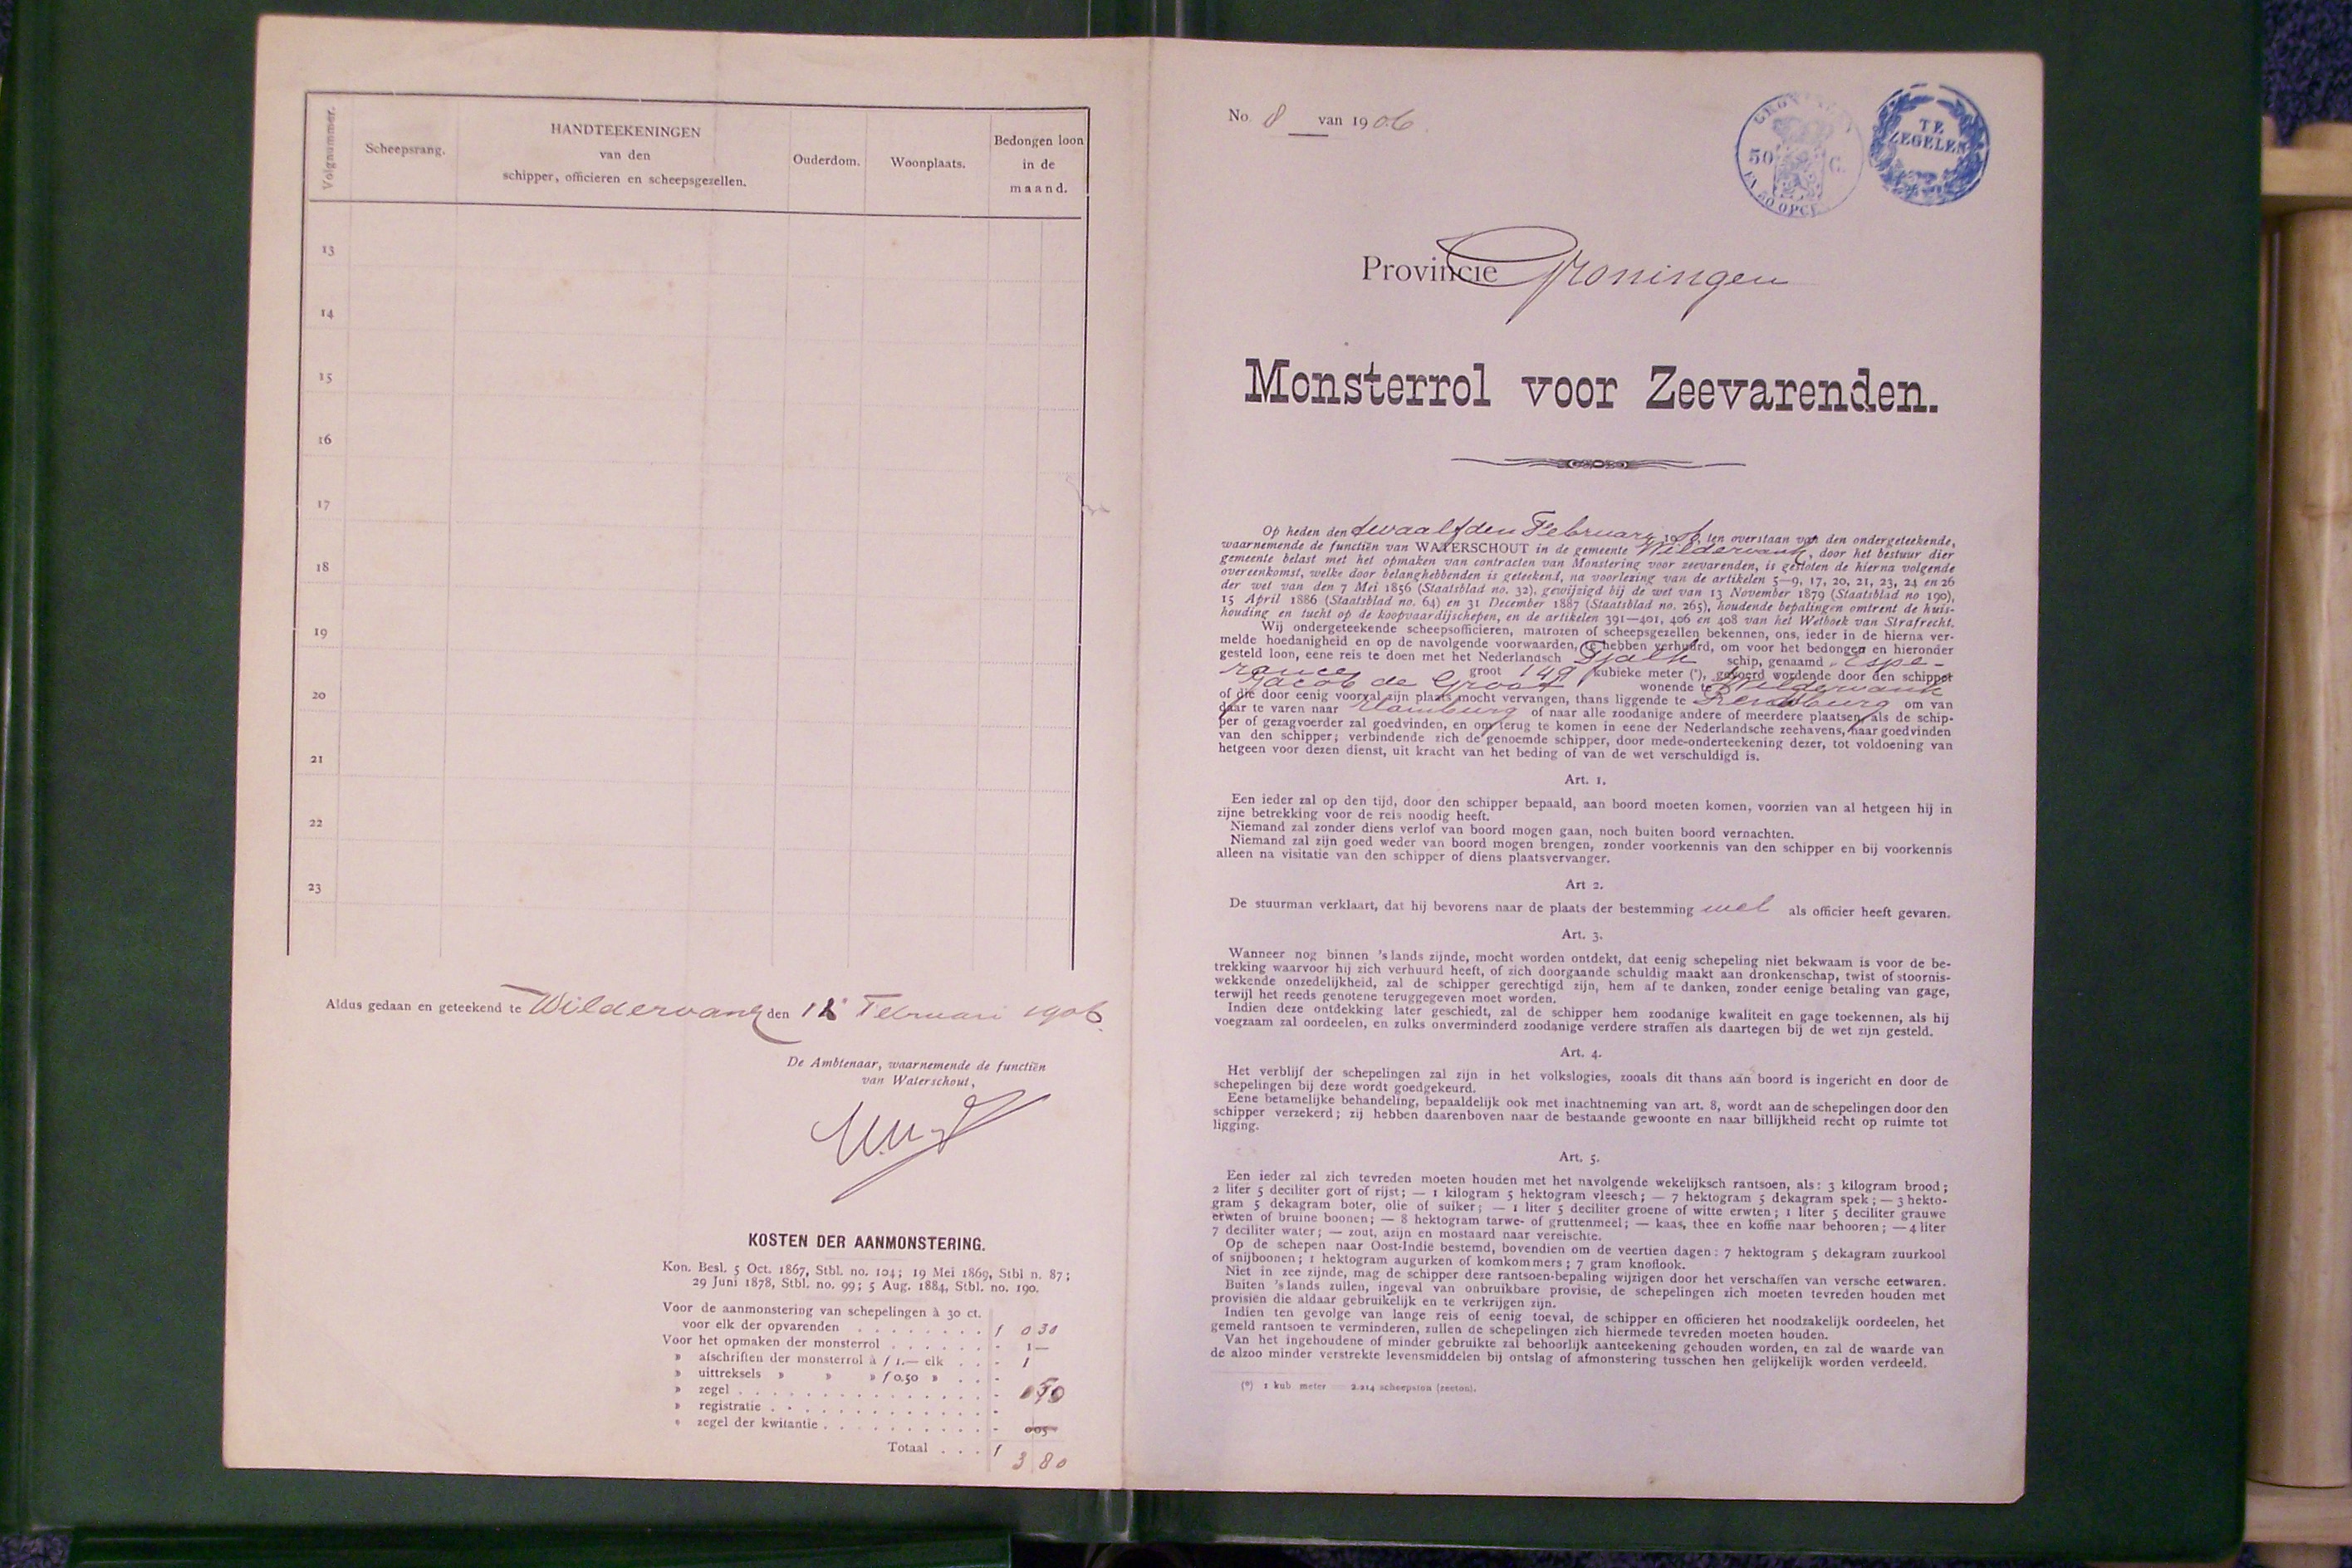 Volgnummer.
Scheepsrang.
HANDTEEKENINGEN
van den
schipper, officieren en scheepsgezellen.
Ouderdom.
Woonplaats.
Bedongen loon
in de
maand.
13
14
15
16
17
18
19
20
21
22
23
Aldus gedaan en geteekend te Wildervank den 12 Februari 1906.
De Ambtenaar, waarnemende de functiën
van Waterschout,
KOSTEN DER AANMONSTERING.
Kon. Besl. 5 Oct. 1867, Stbl. no. 104; 19 Mei 1869, Stbl n. 87;
29 Juni 1878, Stbl. no. 99; 5 Aug. 1884, Stbl. no. 190.
Voor de aanmonstering van schepelingen à 30 ct.
voor elk der opvarenden . . . . . . . . f 0 30
Voor het opmaken der monsterrol . . . . . . - 1 —
» afschriften der monsterrol à f 1.— elk . . - 1
» uittreksels » » » f 0.50 » . . -
» zegel . . . . . . . . . . . . . . . -
» registratie . . . . . . . . . . . . . -
» zegel der kwitantie . . . . . . . . . . - 005
Totaal . . . f 3 80
No. 8 van 1906.
50 C.
TE
ZEGELEN
Provincie Groningen
Monsterrol voor Zeevarenden.
Op heden den twaalfden Februari 1906, ten overstaan van den ondergeteekende,
waarnemende de functiën van WATERSCHOUT in de gemeente Wildervank, door het bestuur dier
gemeente belast met het opmaken van contracten van Monstering voor zeevarenden, is gesloten de hierna volgende
overeenkomst, welke door belanghebbenden is geteekend, na voorlezing van de artikelen 5—9, 17, 20, 21, 23, 24 en 26
der wet van den 7 Mei 1856 (Staatsblad no. 32), gewijzigd bij de wet van 13 November 1879 (Staatsblad no 190),
15 April 1886 (Staatsblad no. 64) en 31 December 1887 (Staatsblad no. 265), houdende bepalingen omtrent de huis-
houding en tucht op de koopvaardijschepen, en de artikelen 391—401, 406 en 408 van het Wetboek van Strafrecht.
Wij ondergeteekende scheepsofficieren, matrozen of scheepsgezellen bekennen, ons, ieder in de hierna ver-
melde hoedanigheid en op de navolgende voorwaarden, te hebben verhuurd, om voor het bedongen en hieronder
gesteld loon, eene reis te doen met het Nederlandsch Tjalk schip, genaamd „Espe-
rance" groot 149 kubieke meter (*), gevoerd wordende door den schipper
Jacob de Groot wonende te Wildervank
of die door eenig voorval zijn plaats mocht vervangen, thans liggende te Rendsburg om van
daar te varen naar Hamburg of naar alle zoodanige andere of meerdere plaatsen, als de schip-
per of gezagvoerder zal goedvinden, en om terug te komen in eene der Nederlandsche zeehavens, naar goedvinden
van den schipper; verbindende zich de genoemde schipper, door mede-onderteekening dezer, tot voldoening van
hetgeen voor dezen dienst, uit kracht van het beding of van de wet verschuldigd is.
Art. 1.
Een ieder zal op den tijd, door den schipper bepaald, aan boord moeten komen, voorzien van al hetgeen hij in
zijne betrekking voor de reis noodig heeft.
Niemand zal zonder diens verlof van boord mogen gaan, noch buiten boord vernachten.
Niemand zal zijn goed weder van boord mogen brengen, zonder voorkennis van den schipper en bij voorkennis
alleen na visitatie van den schipper of diens plaatsvervanger.
Art 2.
De stuurman verklaart, dat hij bevorens naar de plaats der bestemming wel als officier heeft gevaren.
Art. 3.
Wanneer nog binnen 's lands zijnde, mocht worden ontdekt, dat eenig schepeling niet bekwaam is voor de be-
trekking waarvoor hij zich verhuurd heeft, of zich doorgaande schuldig maakt aan dronkenschap, twist of stoornis-
wekkende onzedelijkheid, zal de schipper gerechtigd zijn, hem af te danken, zonder eenige betaling van gage,
terwijl het reeds genotene teruggegeven moet worden.
Indien deze ontdekking later geschiedt, zal de schipper hem zoodanige kwaliteit en gage toekennen, als hij
voegzaam zal oordeelen, en zulks onverminderd zoodanige verdere straffen als daartegen bij de wet zijn gesteld.
Art. 4.
Het verblijf der schepelingen zal zijn in het volkslogies, zooals dit thans aan boord is ingericht en door de
schepelingen bij deze wordt goedgekeurd.
Eene betamelijke behandeling, bepaaldelijk ook met inachtneming van art. 8, wordt aan de schepelingen door den
schipper verzekerd; zij hebben daarenboven naar de bestaande gewoonte en naar billijkheid recht op ruimte tot
ligging.
Art. 5.
Een ieder zal zich tevreden moeten houden met het navolgende wekelijksch rantsoen, als: 3 kilogram brood;
2 liter 5 deciliter gort of rijst; — 1 kilogram 5 hektogram vleesch; — 7 hektogram 5 dekagram spek; — 3 hekto-
gram 5 dekagram boter, olie of suiker; — 1 liter 5 deciliter groene of witte erwten; 1 liter 5 deciliter grauwe
erwten of bruine boonen; — 8 hektogram tarwe- of gruttenmeel; — kaas, thee en koffie naar behooren; — 4 liter
7 deciliter water; — zout, azijn en mostaard naar vereischte.
Op de schepen naar Oost-Indië bestemd, bovendien om de veertien dagen: 7 hektogram 5 dekagram zuurkool
of snijboonen; 1 hektogram augurken of komkommers; 7 gram knoflook.
Niet in zee zijnde, mag de schipper deze rantsoen-bepaling wijzigen door het verschaffen van versche eetwaren.
Buiten 's lands zullen, ingeval van onbruikbare provisie, de schepelingen zich moeten tevreden houden met
provisiën die aldaar gebruikelijk en te verkrijgen zijn.
Indien ten gevolge van lange reis of eenig toeval, de schipper en officieren het noodzakelijk oordeelen, het
gemeld rantsoen te verminderen, zullen de schepelingen zich hiermede tevreden moeten houden.
Van het ingehoudene of minder gebruikte zal behoorlijk aanteekening gehouden worden, en zal de waarde van
de alzoo minder verstrekte levensmiddelen bij ontslag of afmonstering tusschen hen gelijkelijk worden verdeeld.
(*) 1 kub meter 2.214 scheepston (zeeton).